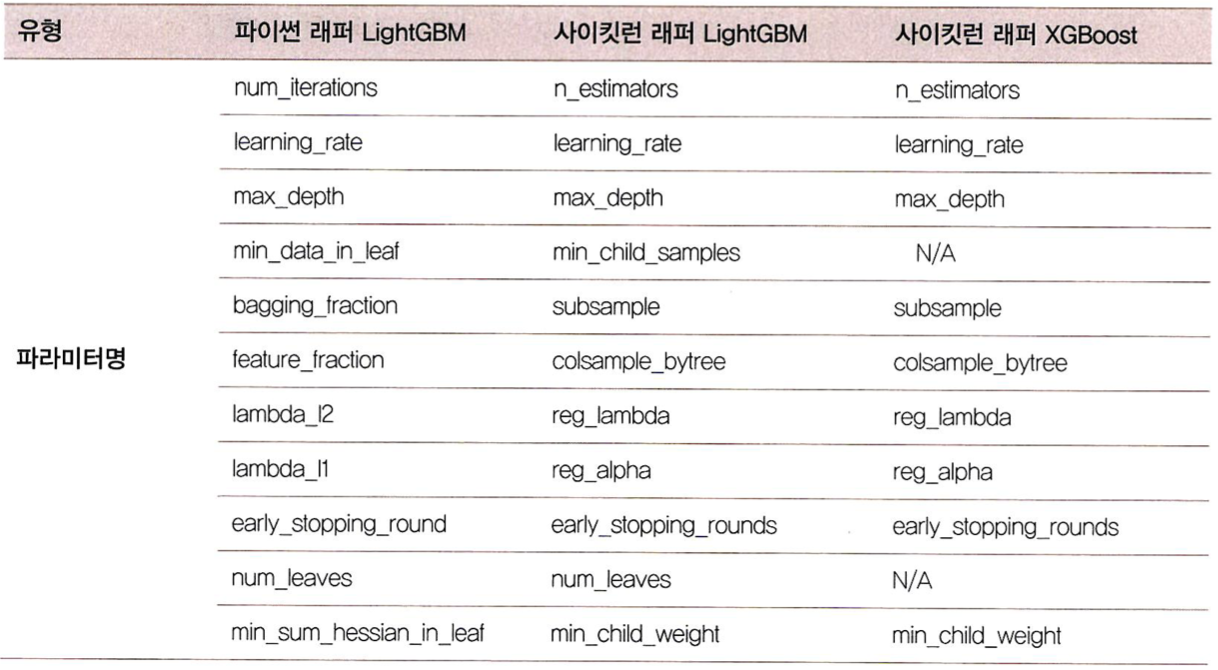 유형 파이썬 래퍼 LightGBM 사이킷런 래퍼 LightGBM 사이킷런 래퍼 XGBoost
num_iterations n_estimators n_estimators
learning_rate learning_rate learning_rate
max_depth max_depth max_depth
min_data_in_leaf min_child_samples N/A
bagging_fraction subsample subsample
파라미터명 feature_fraction colsample_bytree colsample_bytree
lambda_l2 reg_lambda reg_lambda
lambda_l1 reg_alpha reg_alpha
early_stopping_round early_stopping_rounds early_stopping_rounds
num_leaves num_leaves N/A
min_sum_hessian_in_leaf min_child_weight min_child_weight